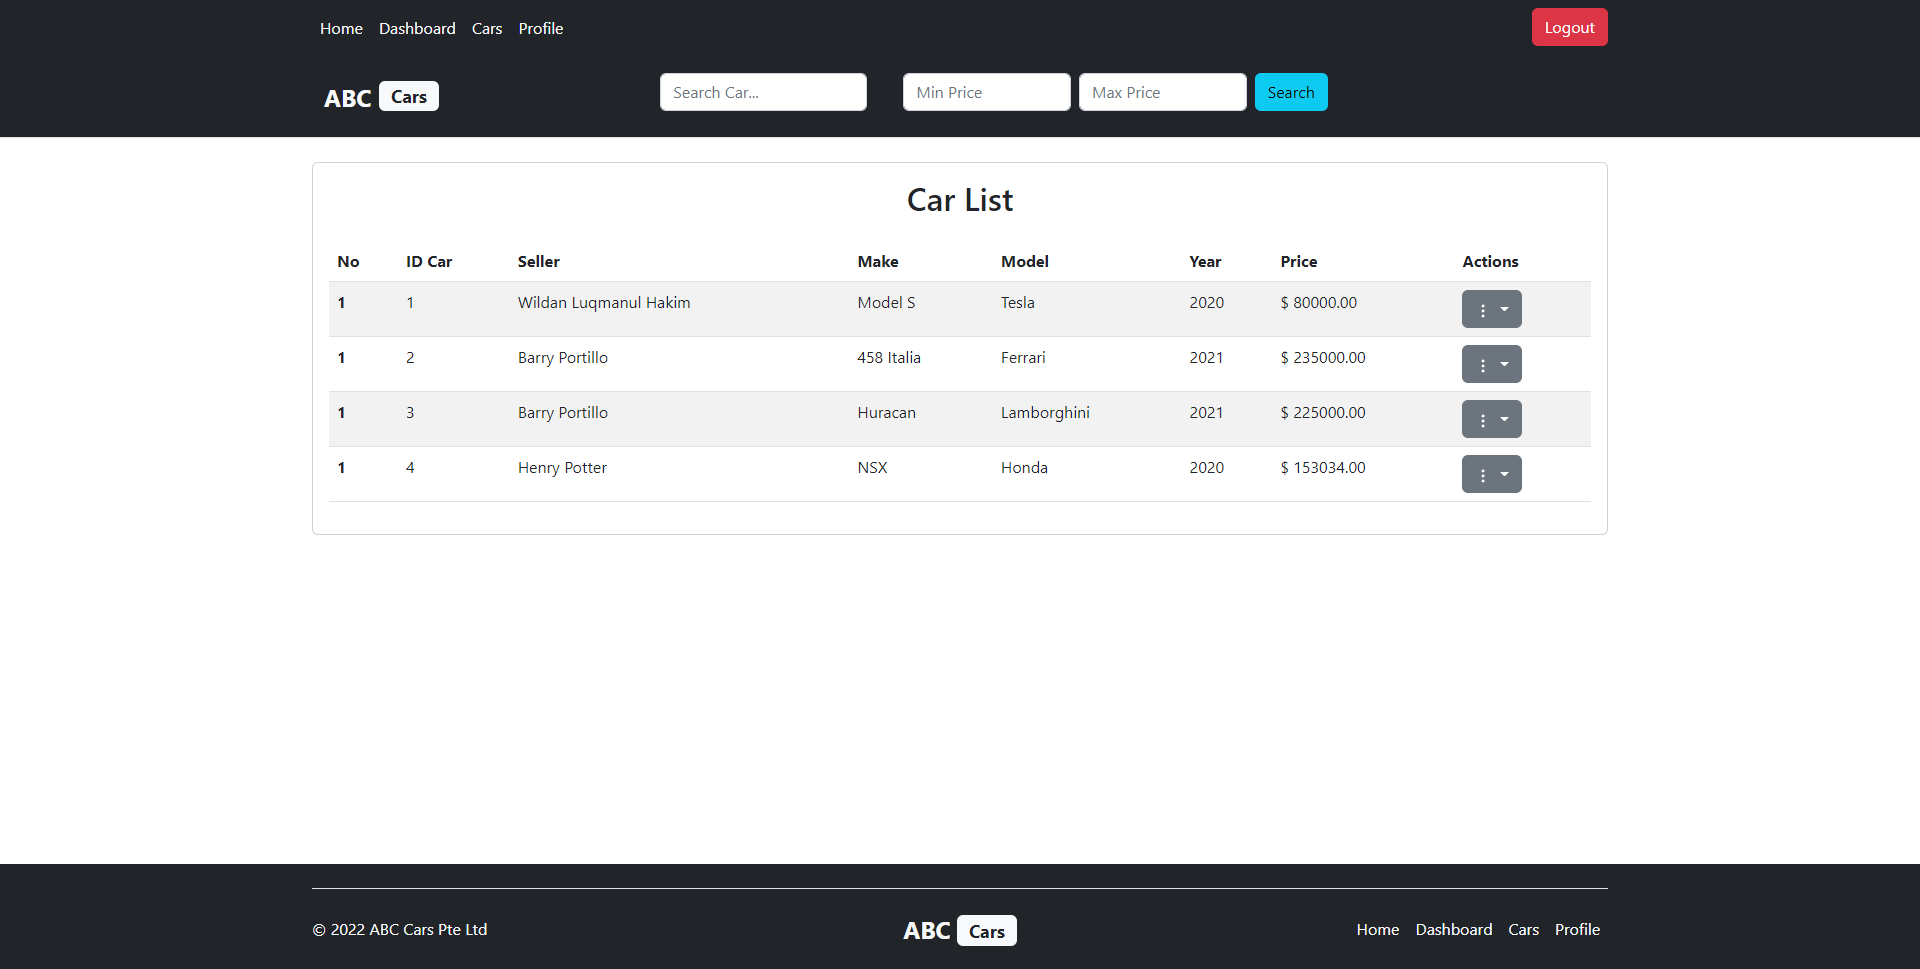 Home Dashboard Cars Profile Logout
ABC Cars Search Car... Min Price Max Price Search
Car List
No ID Car Seller Make Model Year Price Actions
1 1 Wildan Luqmanul Hakim Model S Tesla 2020 $ 80000.00
1 2 Barry Portillo 458 Italia Ferrari 2021 $ 235000.00
1 3 Barry Portillo Huracan Lamborghini 2021 $ 225000.00
1 4 Henry Potter NSX Honda 2020 $ 153034.00
© 2022 ABC Cars Pte Ltd ABC Cars Home Dashboard Cars Profile